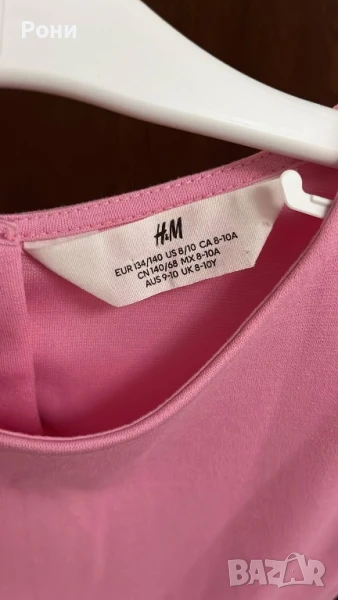 Рони
H&M
EUR 134/140 US 8/10 CA 8-10A
CN 140/68 MX 8-10A
AUS 9-10 UK 8-10Y
BAZAR